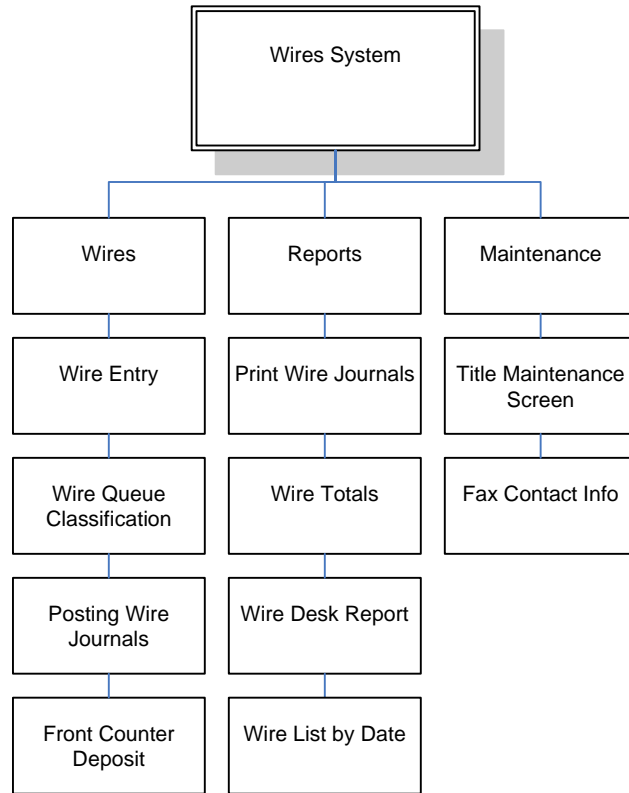 Wires System
Wires
Reports
Maintenance
Wire Entry
Print Wire Journals
Title Maintenance
Screen
Wire Queue
Classification
Wire Totals
Fax Contact Info
Posting Wire
Journals
Wire Desk Report
Front Counter
Deposit
Wire List by Date